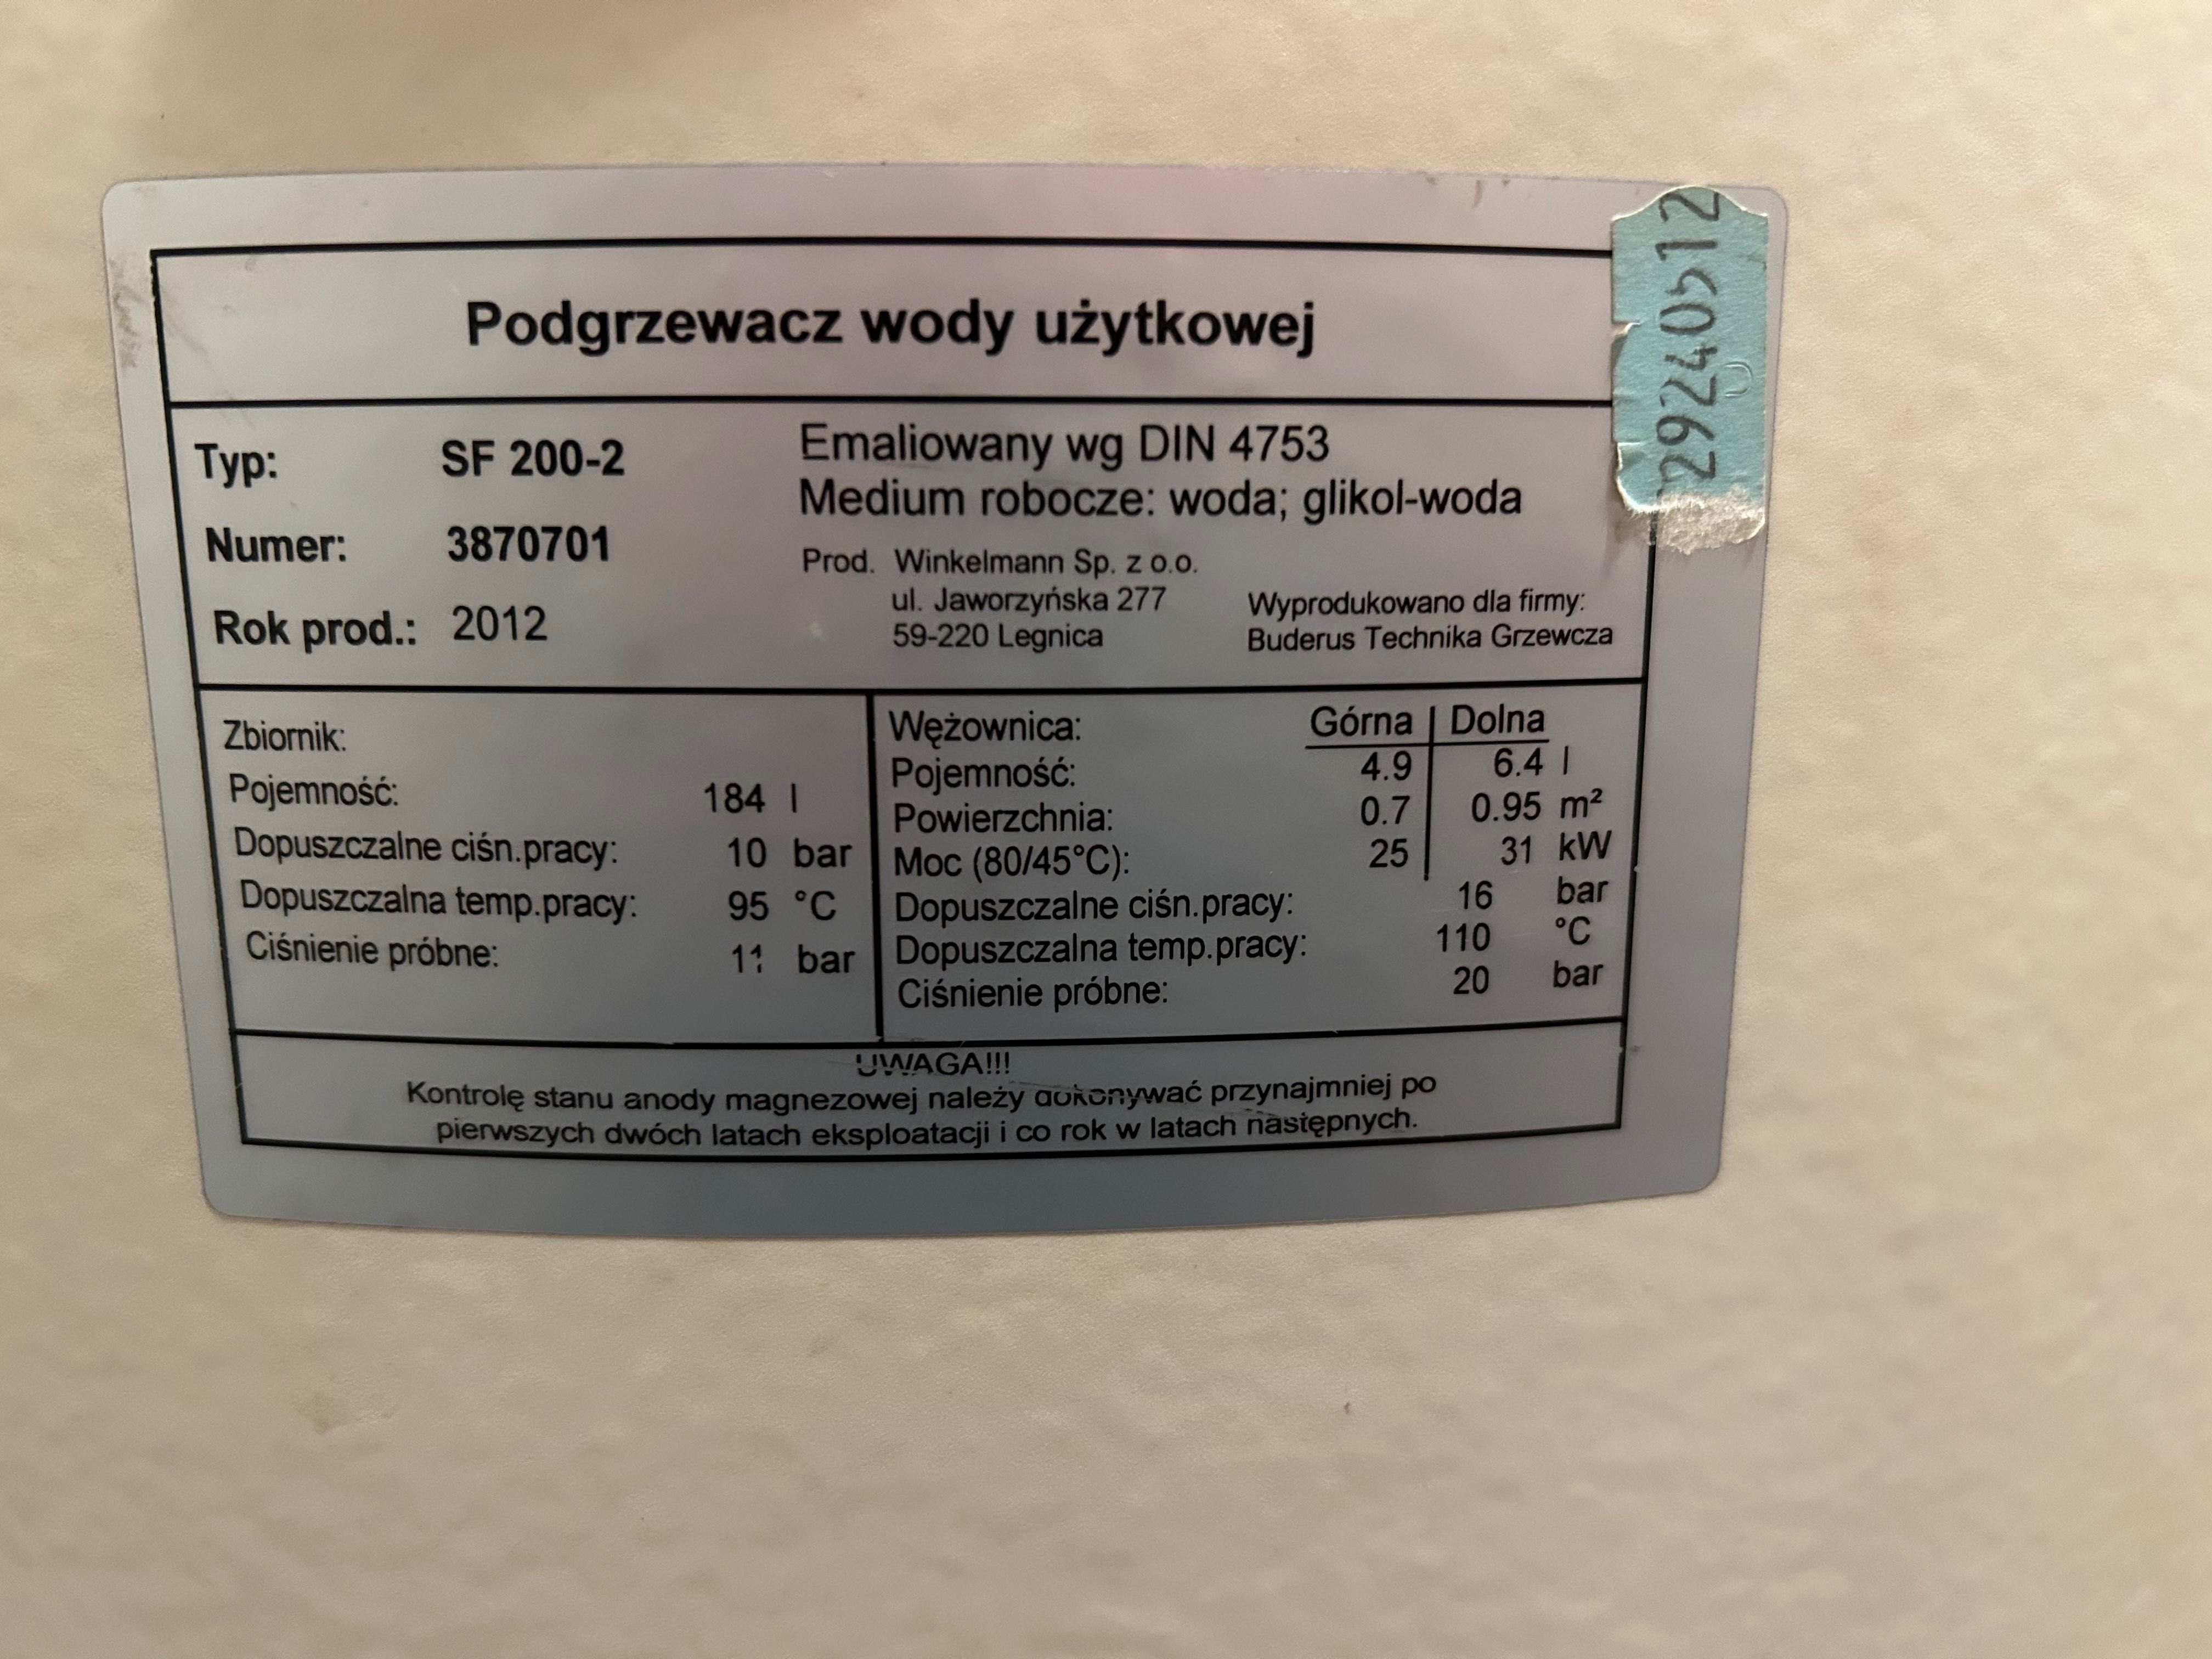 Podgrzewacz wody użytkowej
Typ: SF 200-2
Numer: 3870701
Rok prod.: 2012
Emaliowany wg DIN 4753
Medium robocze: woda; glikol-woda
Prod. Winkelmann Sp. z o.o.
ul. Jaworzyńska 277
59-220 Legnica
Wyprodukowano dla firmy:
Buderus Technika Grzewcza
Zbiornik:
Pojemność: 184 l
Dopuszczalne ciśn.pracy: 10 bar
Dopuszczalna temp.pracy: 95 °C
Ciśnienie próbne: bar
Wężownica: Górna Dolna
Pojemność: 4.9 6.4 l
Powierzchnia: 0.7 0.95 m²
Moc (80/45°C): 25 31 kW
Dopuszczalne ciśn.pracy: 16 bar
Dopuszczalna temp.pracy: 110 °C
Ciśnienie próbne: 20 bar
UWAGA!!!
Kontrolę stanu anody magnezowej należy dokonywać przynajmniej po
pierwszych dwóch latach eksploatacji i co rok w latach następnych.